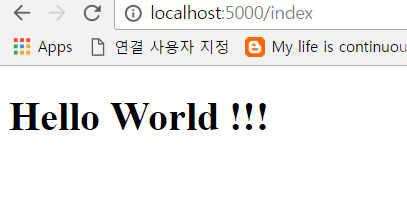 localhost:5000/index
Apps 연결 사용자 지정 My life is continuou
Hello World !!!